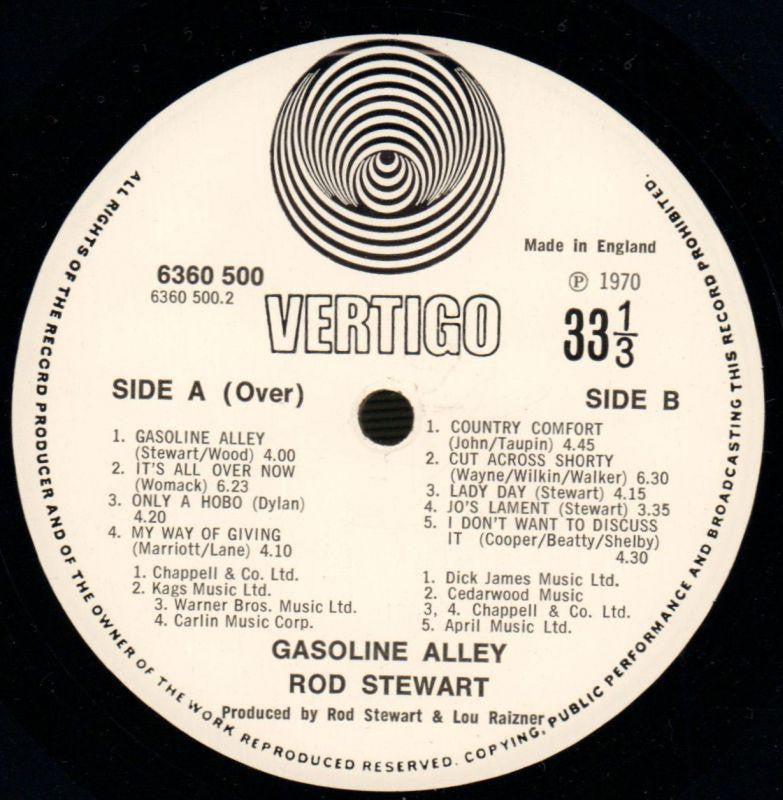 Made in England
6360 500
6360 500.2
Ⓟ 1970
VERTIGO
33 1/3
SIDE A (Over)
1. GASOLINE ALLEY
(Stewart/Wood) 4.00
2. IT'S ALL OVER NOW
(Womack) 6.23
3. ONLY A HOBO (Dylan)
4.20
4. MY WAY OF GIVING
(Marriott/Lane) 4.10
1. Chappell & Co. Ltd.
2. Kags Music Ltd.
3. Warner Bros. Music Ltd.
4. Carlin Music Corp.
SIDE B
1. COUNTRY COMFORT
(John/Taupin) 4.45
2. CUT ACROSS SHORTY
(Wayne/Wilkin/Walker) 6.30
3. LADY DAY (Stewart) 4.15
4. JO'S LAMENT (Stewart) 3.35
5. I DON'T WANT TO DISCUSS
IT (Cooper/Beatty/Shelby)
4.30
1. Dick James Music Ltd.
2. Cedarwood Music
3, 4. Chappell & Co. Ltd.
5. April Music Ltd.
GASOLINE ALLEY
ROD STEWART
Produced by Rod Stewart & Lou Raizner
ALL RIGHTS OF THE RECORD PRODUCER AND OF THE OWNER OF THE WORK REPRODUCED RESERVED. COPYING, PUBLIC PERFORMANCE AND BROADCASTING THIS RECORD PROHIBITED.